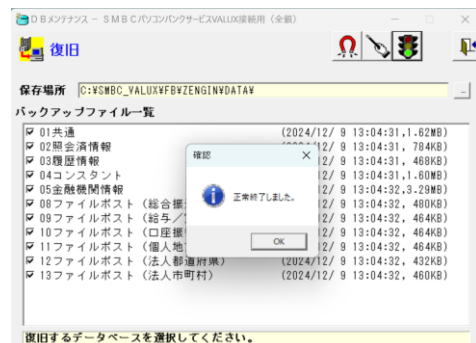 DBメンテナンス － SMBCパソコンバンクサービスVALUX接続用（全銀）
復旧
保存場所 C:¥SMBC_VALUX¥FB¥ZENGIN¥DATA¥
バックアップファイル一覧
01共通 (2024/12/ 9 13:04:31,1.62MB)
02照会済情報 12/ 9 13:04:31, 784KB)
03履歴情報 12/ 9 13:04:31, 468KB)
04コンスタント 12/ 9 13:04:31,1.60MB)
05金融機関情報 12/ 9 13:04:32,3.29MB)
08ファイルポスト（総合振 12/ 9 13:04:32, 480KB)
09ファイルポスト（給与／ 12/ 9 13:04:32, 464KB)
10ファイルポスト（口座振 12/ 9 13:04:32, 464KB)
11ファイルポスト（個人地 12/ 9 13:04:32, 464KB)
12ファイルポスト（法人都道府県） (2024/12/ 9 13:04:32, 432KB)
13ファイルポスト（法人市町村） (2024/12/ 9 13:04:32, 460KB)
確認
正常終了しました。
OK
復旧するデータベースを選択してください。